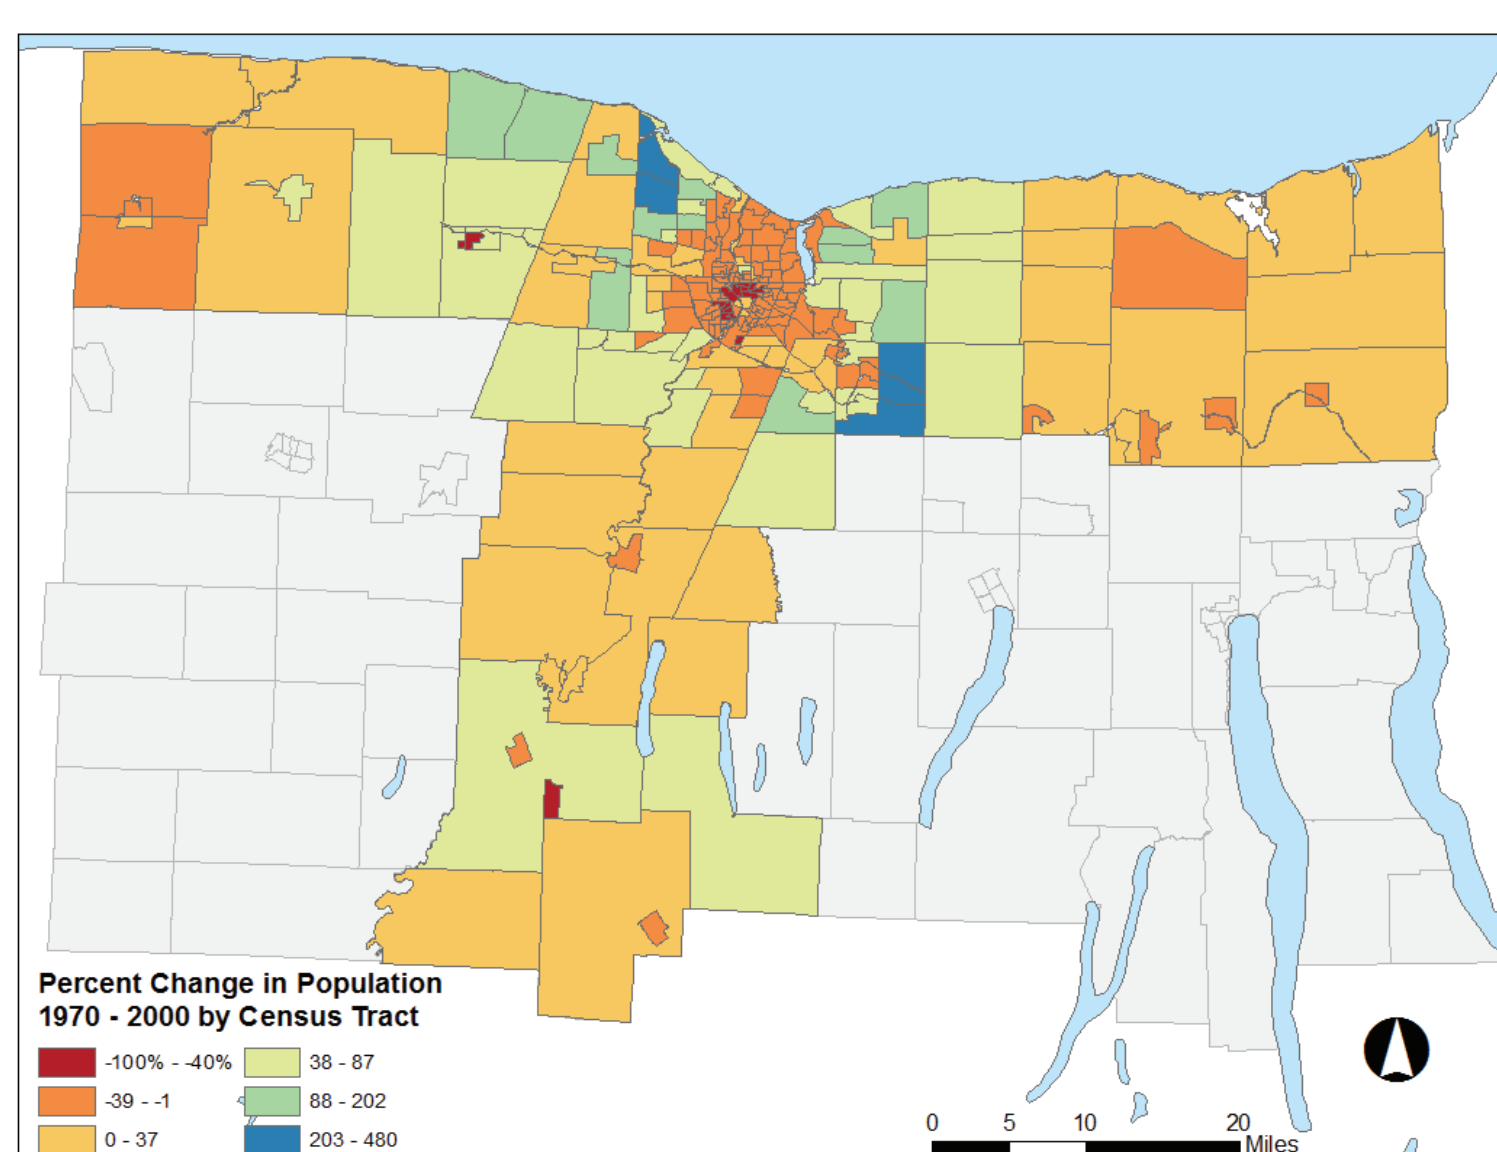 Percent Change in Population
1970 - 2000 by Census Tract
-100% - -40%
38 - 87
-39 - -1
88 - 202
0 - 37
203 - 480
0 5 10 20
Miles